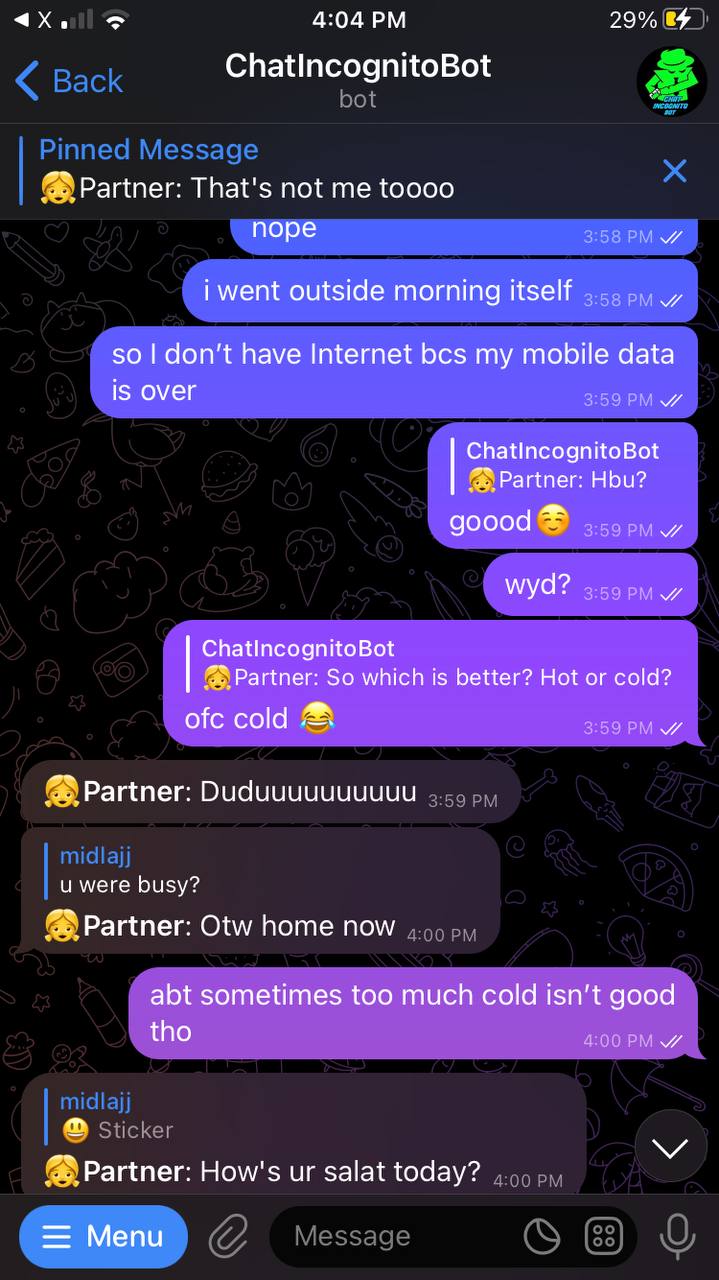 X
4:04 PM
29%
Back
ChatIncognitoBot
bot
CHAT
INCOGNITO
BOT
Pinned Message
👧Partner: That's not me toooo
nope 3:58 PM
i went outside morning itself 3:58 PM
so I don’t have Internet bcs my mobile data
is over 3:59 PM
ChatIncognitoBot
👧Partner: Hbu?
goood☺️ 3:59 PM
wyd? 3:59 PM
ChatIncognitoBot
👧Partner: So which is better? Hot or cold?
ofc cold 😂 3:59 PM
👧Partner: Duduuuuuuuuuu 3:59 PM
midlajj
u were busy?
👧Partner: Otw home now 4:00 PM
abt sometimes too much cold isn’t good
tho 4:00 PM
midlajj
😃 Sticker
👧Partner: How's ur salat today? 4:00 PM
Menu
Message